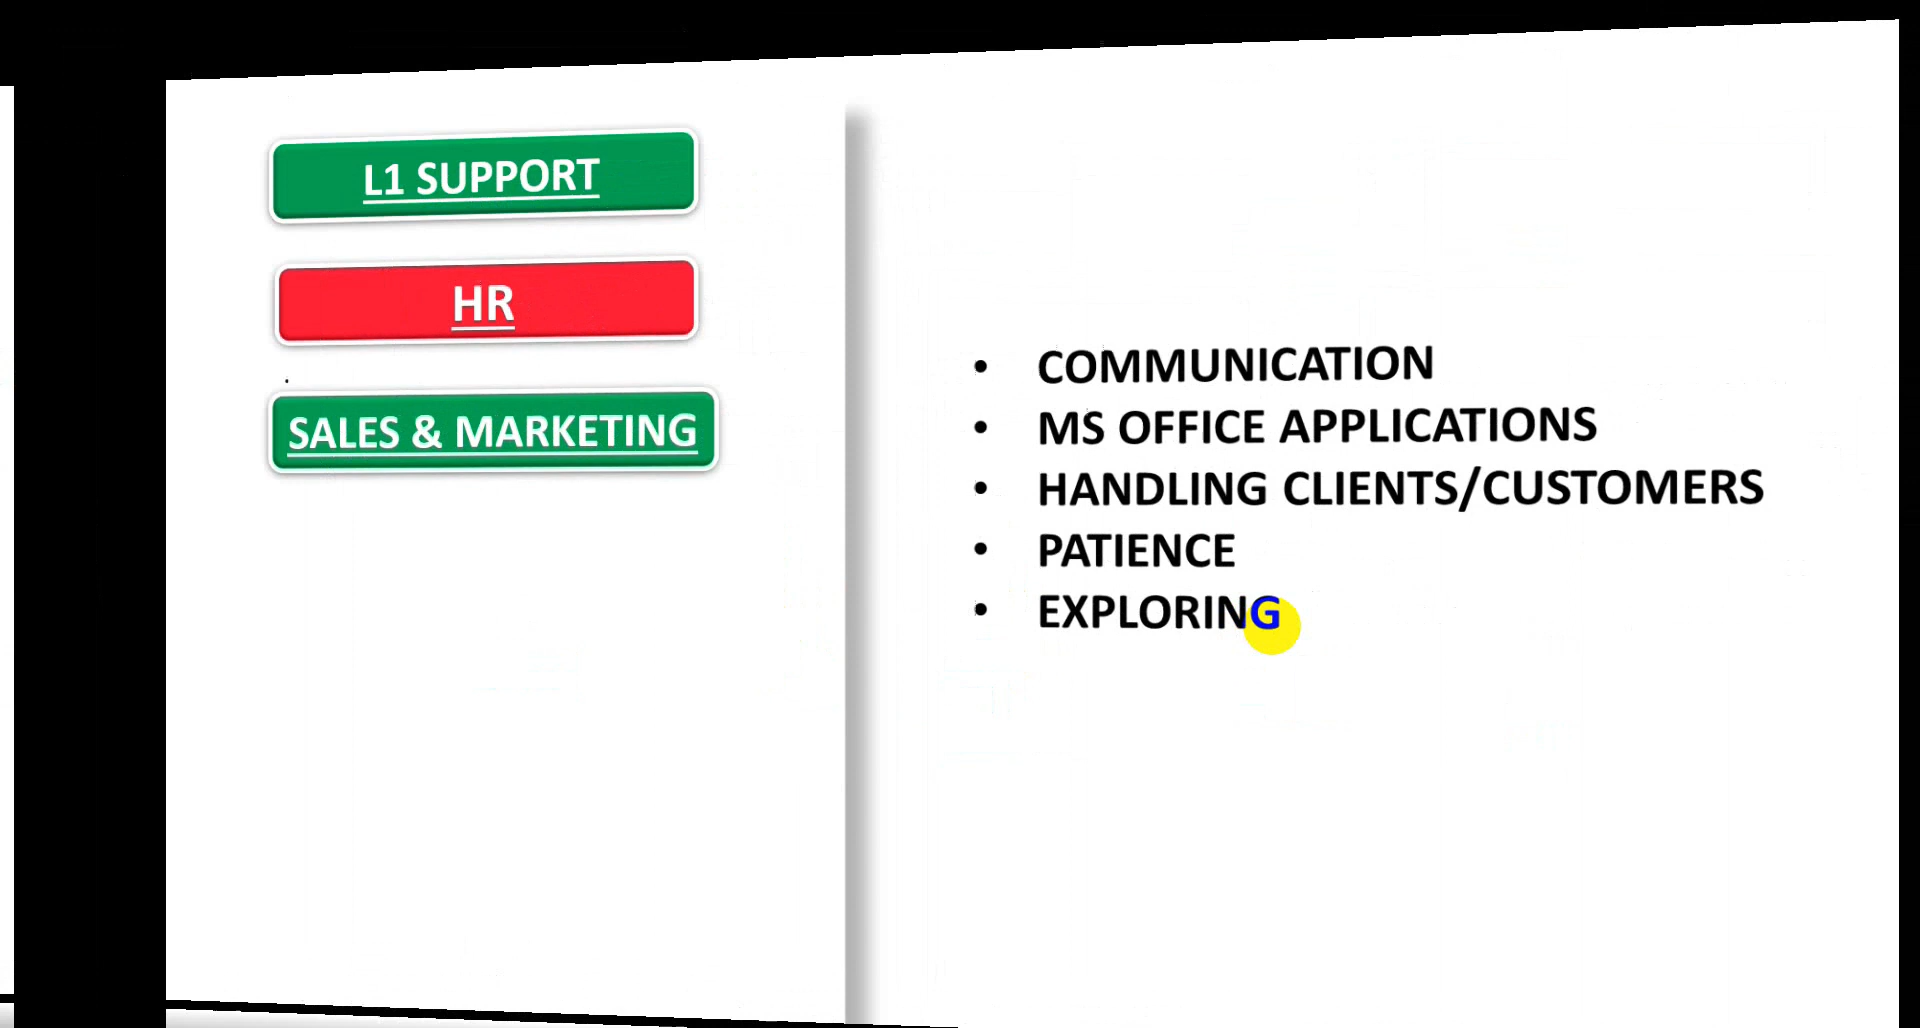 L1 SUPPORT
HR
SALES & MARKETING
• COMMUNICATION
• MS OFFICE APPLICATIONS
• HANDLING CLIENTS/CUSTOMERS
• PATIENCE
• EXPLORING